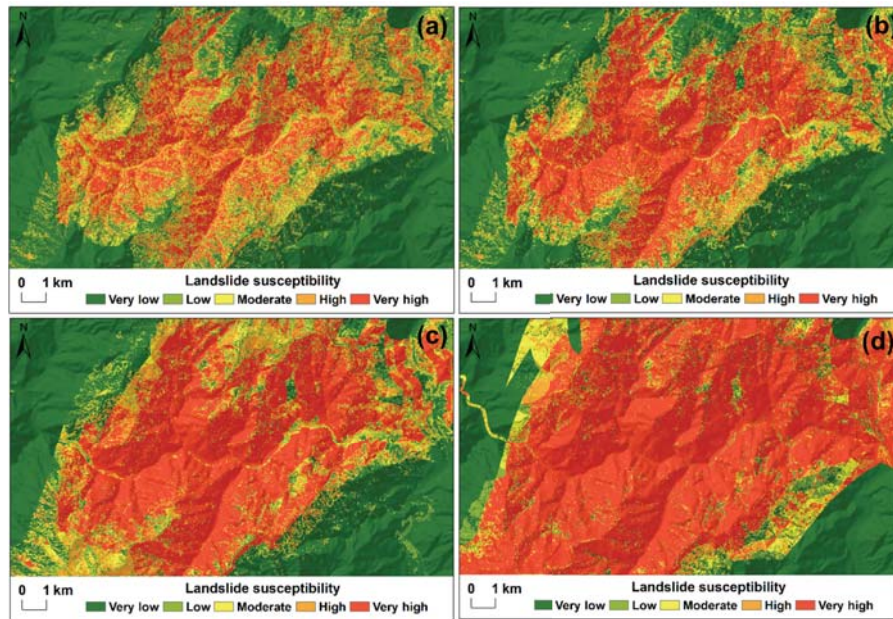 N
(a)
0 1 km
Landslide susceptibility
Very low Low Moderate High Very high
N
(b)
0 1 km
Landslide susceptibility
Very low Low Moderate High Very high
N
(c)
0 1 km
Landslide susceptibility
Very low Low Moderate High Very high
N
(d)
0 1 km
Landslide susceptibility
Very low Low Moderate High Very high